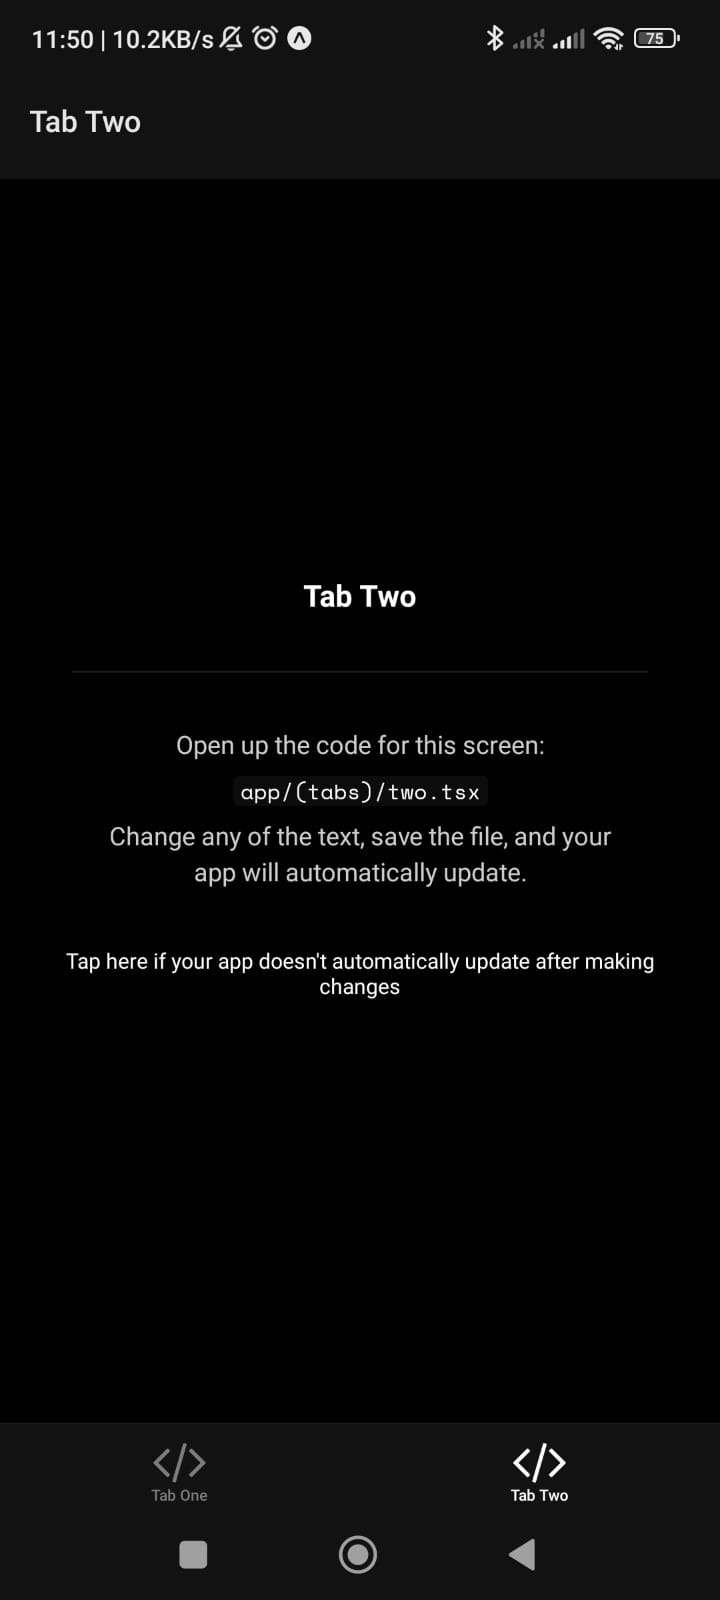 11:50 | 10.2KB/s 75
Tab Two
Tab Two
Open up the code for this screen:
app/(tabs)/two.tsx
Change any of the text, save the file, and your
app will automatically update.
Tap here if your app doesn't automatically update after making
changes
Tab One Tab Two